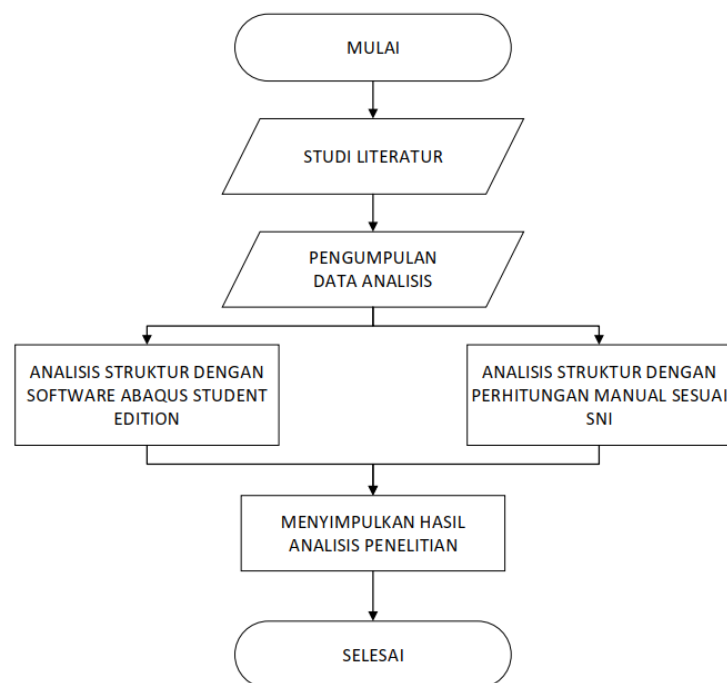 MULAI
STUDI LITERATUR
PENGUMPULAN
DATA ANALISIS
ANALISIS STRUKTUR DENGAN
SOFTWARE ABAQUS STUDENT
EDITION
ANALISIS STRUKTUR DENGAN
PERHITUNGAN MANUAL SESUAI
SNI
MENYIMPULKAN HASIL
ANALISIS PENELITIAN
SELESAI